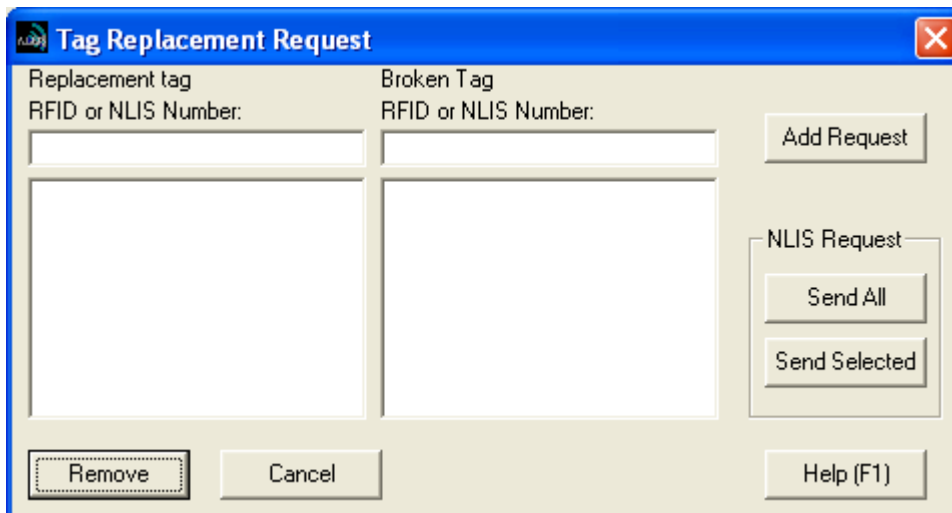 Tag Replacement Request
Replacement tag
RFID or NLIS Number:
Broken Tag
RFID or NLIS Number:
Add Request
NLIS Request
Send All
Send Selected
Remove
Cancel
Help (F1)